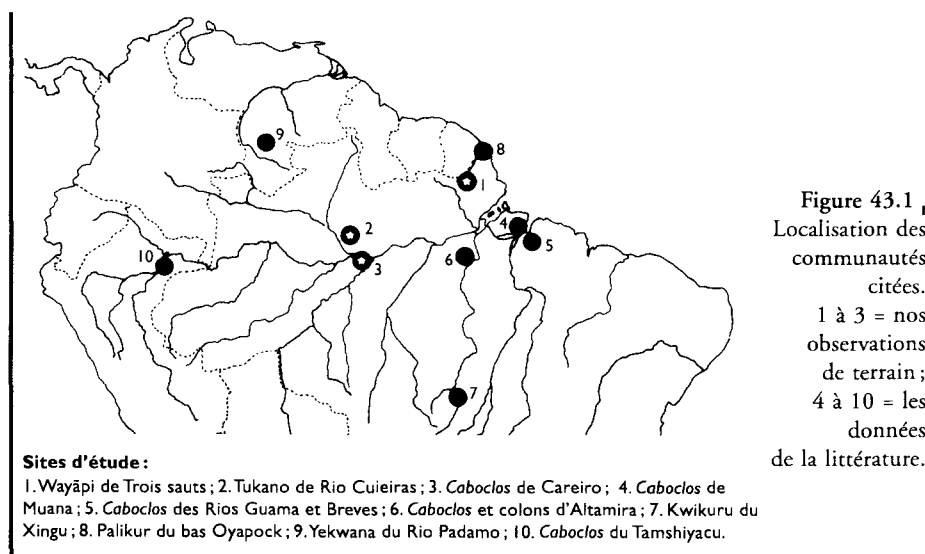 9
8
1
2
4
5
3
6
10
7
Figure 43.1
Localisation des
communautés
citées.
1 à 3 = nos
observations
de terrain ;
4 à 10 = les
données
de la littérature.
Sites d'étude :
1. Wayãpi de Trois sauts ; 2. Tukano de Rio Cuieiras ; 3. Caboclos de Careiro ; 4. Caboclos de
Muana ; 5. Caboclos des Rios Guama et Breves ; 6. Caboclos et colons d'Altamira ; 7. Kwikuru du
Xingu ; 8. Palikur du bas Oyapock ; 9. Yekwana du Rio Padamo ; 10. Caboclos du Tamshiyacu.